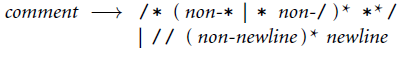 comment ⟶ /* ( non-* | * non-/ )* **/
| // ( non-newline )* newline